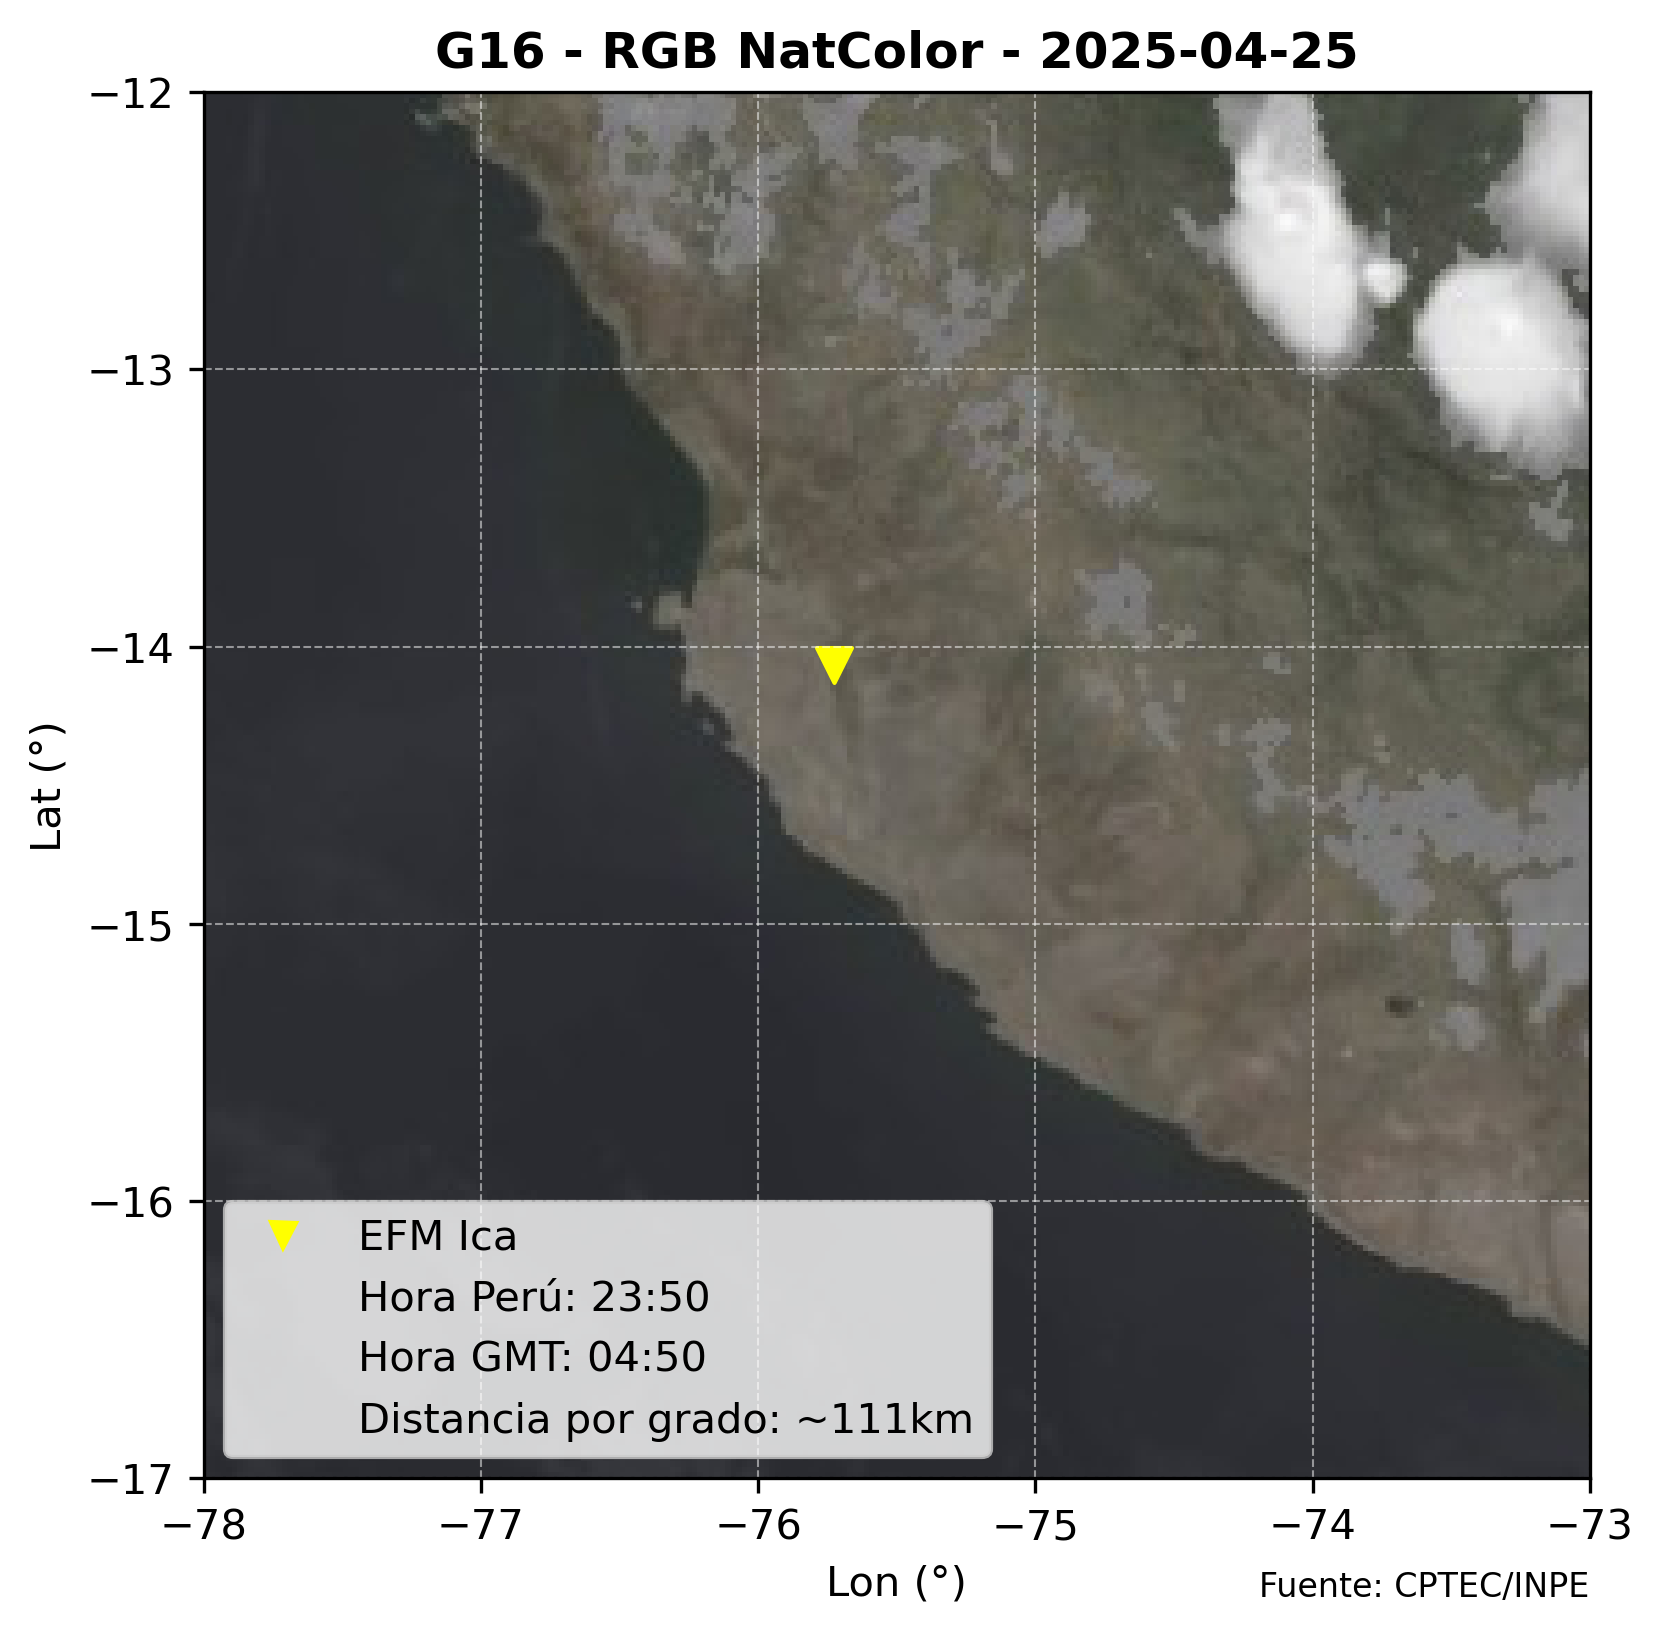 G16 - RGB NatColor - 2025-04-25
−12
−13
−14
−15
−16
−17
Lat (°)
EFM Ica
Hora Perú: 23:50
Hora GMT: 04:50
Distancia por grado: ~111km
−78 −77 −76 −75 −74 −73
Lon (°)
Fuente: CPTEC/INPE